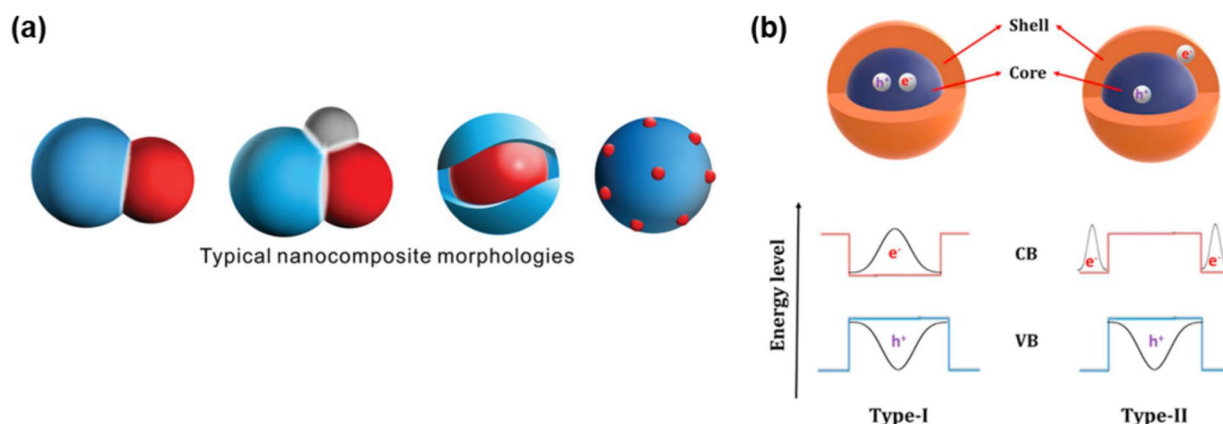 (a)
Typical nanocomposite morphologies
(b)
Shell
Core
h+ e-
e-
h+
Energy level
e-
CB
e- e-
h+
VB
h+
Type-I
Type-II